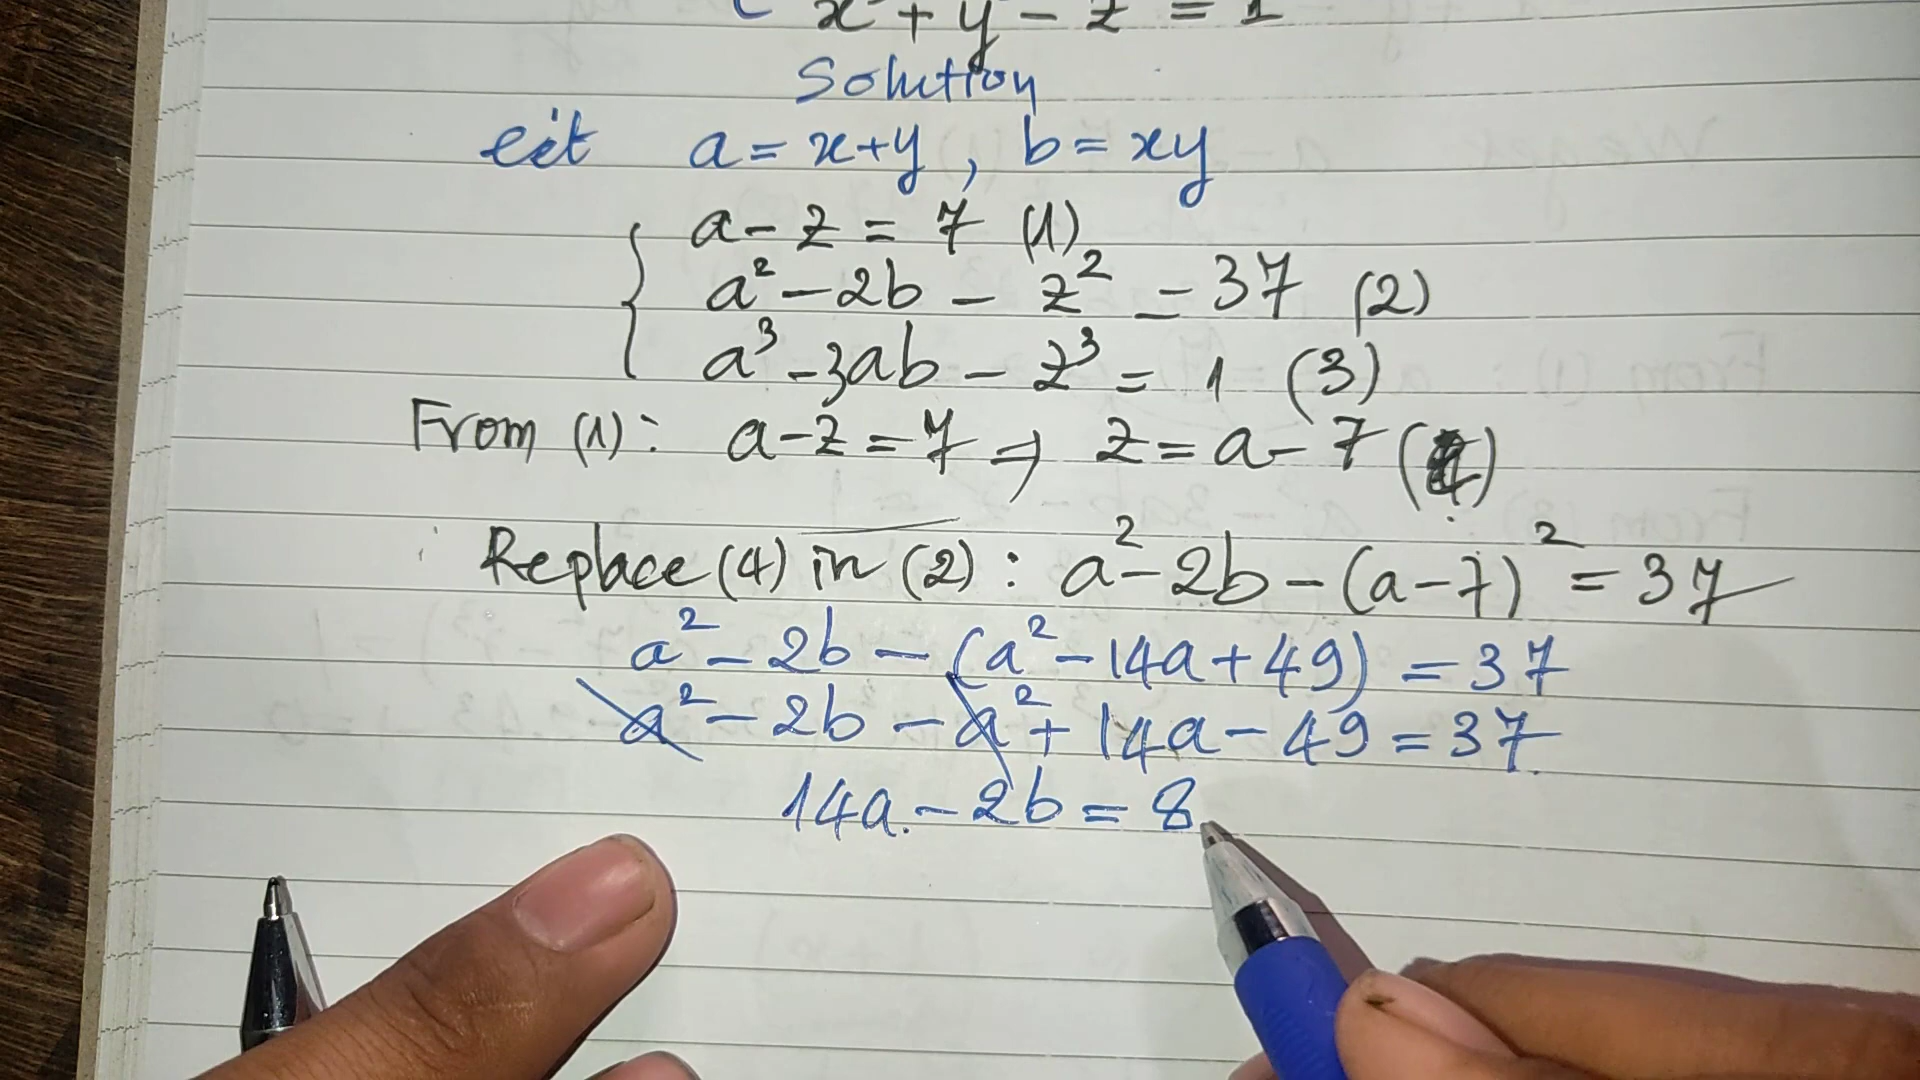 x + y - z = 1
Solution
eét a = x+y, b = xy
a - z = 7 (1)
a² - 2b - z² = 37 (2)
a³ - 3ab - z³ = 1 (3)
From (1): a - z = 7 ⇒ z = a - 7 (4)
Replace (4) in (2): a² - 2b - (a - 7)² = 37
a² - 2b - (a² - 14a + 49) = 37
a² - 2b - a² + 14a - 49 = 37
14a - 2b = 8